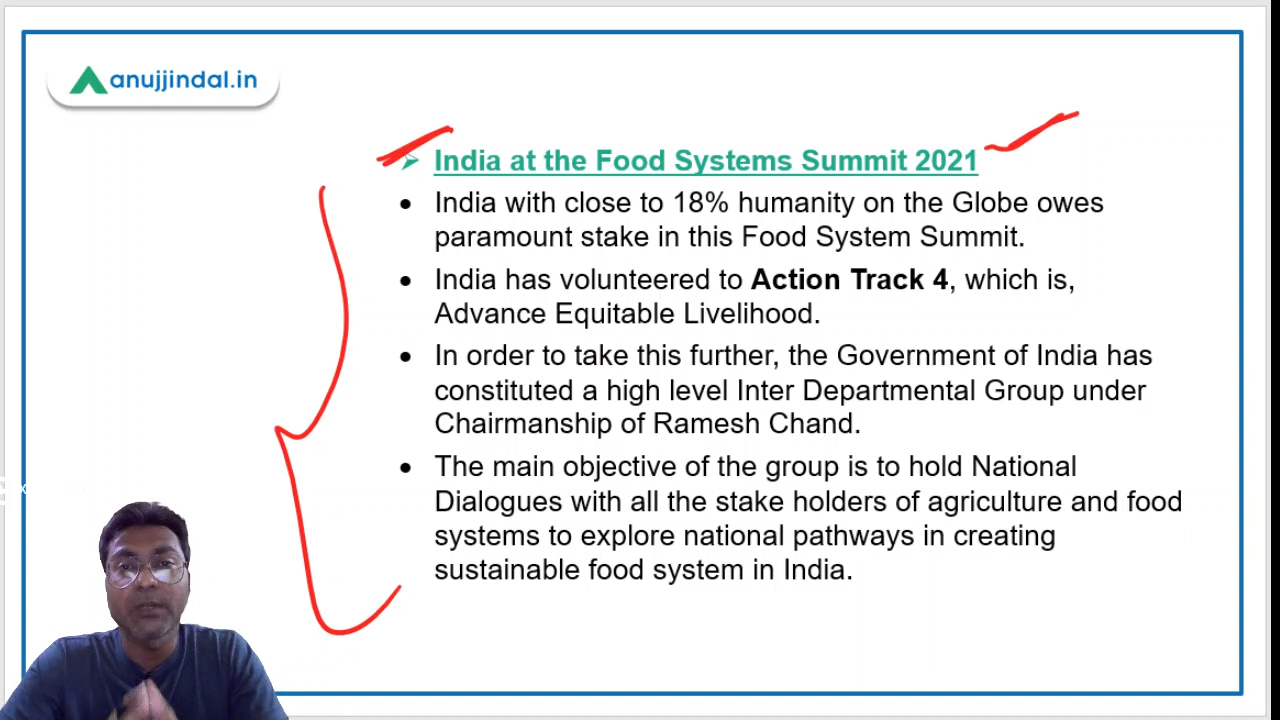 anujjindal.in
India at the Food Systems Summit 2021
India with close to 18% humanity on the Globe owes
paramount stake in this Food System Summit.
India has volunteered to Action Track 4, which is,
Advance Equitable Livelihood.
In order to take this further, the Government of India has
constituted a high level Inter Departmental Group under
Chairmanship of Ramesh Chand.
The main objective of the group is to hold National
Dialogues with all the stake holders of agriculture and food
systems to explore national pathways in creating
sustainable food system in India.